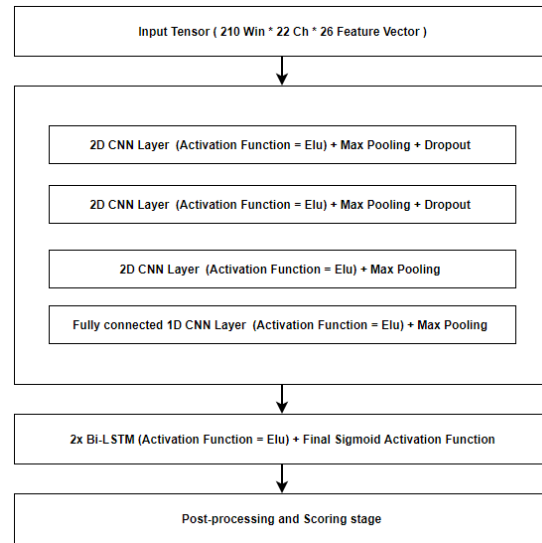 Input Tensor ( 210 Win * 22 Ch * 26 Feature Vector )
2D CNN Layer (Activation Function = Elu) + Max Pooling + Dropout
2D CNN Layer (Activation Function = Elu) + Max Pooling + Dropout
2D CNN Layer (Activation Function = Elu) + Max Pooling
Fully connected 1D CNN Layer (Activation Function = Elu) + Max Pooling
2x Bi-LSTM (Activation Function = Elu) + Final Sigmoid Activation Function
Post-processing and Scoring stage